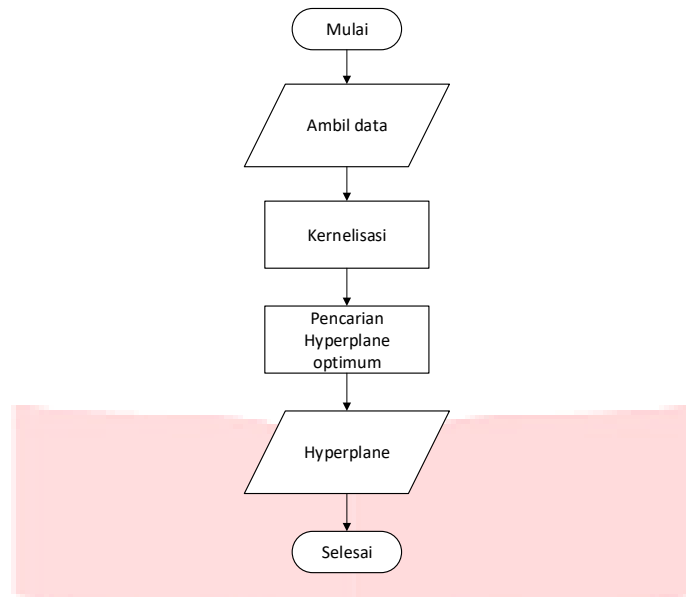 Mulai
Ambil data
Kernelisasi
Pencarian
Hyperplane
optimum
Hyperplane
Selesai